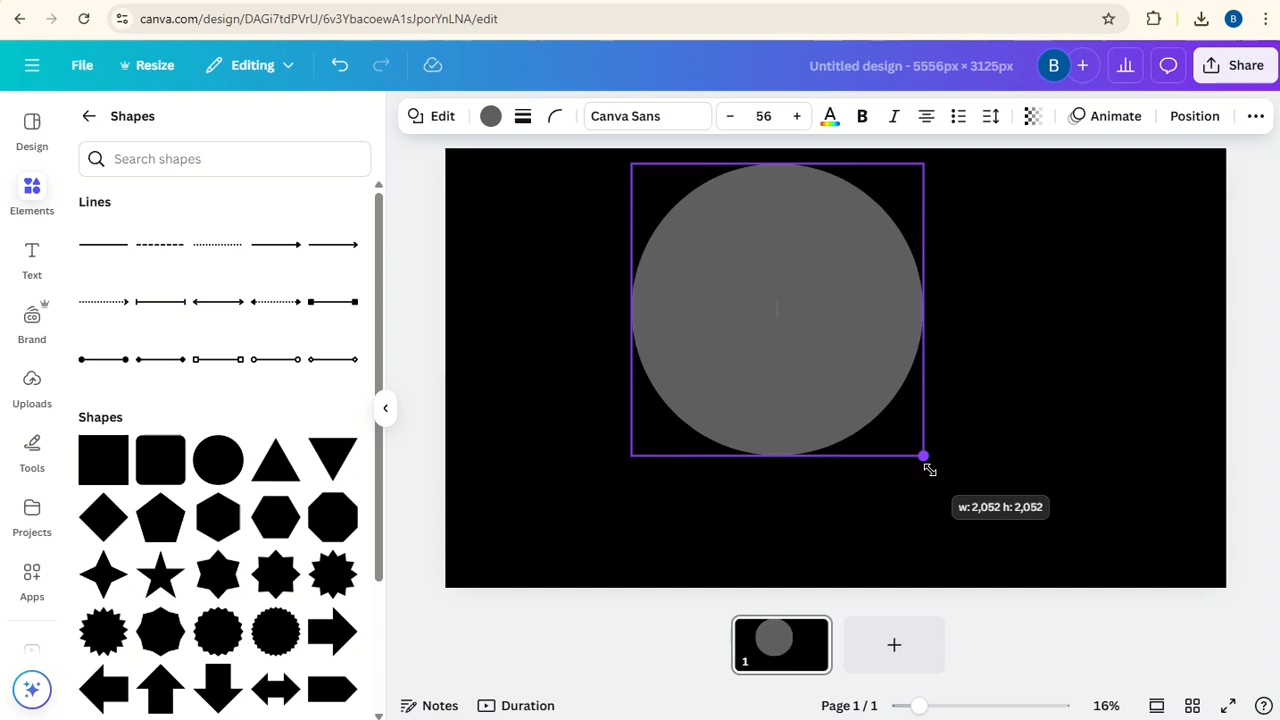 canva.com/design/DAGi7tdPVrU/6v3YbacoewA1sJporYnLNA/edit
B
File
Resize
Editing
Untitled design - 5556px × 3125px
B
Share
Design
Elements
Text
Brand
Uploads
Tools
Projects
Apps
Shapes
Search shapes
Lines
Shapes
Edit
Canva Sans
– 56 +
A
B
I
Animate
Position
w: 2,052 h: 2,052
1
Notes
Duration
Page 1 / 1
16%